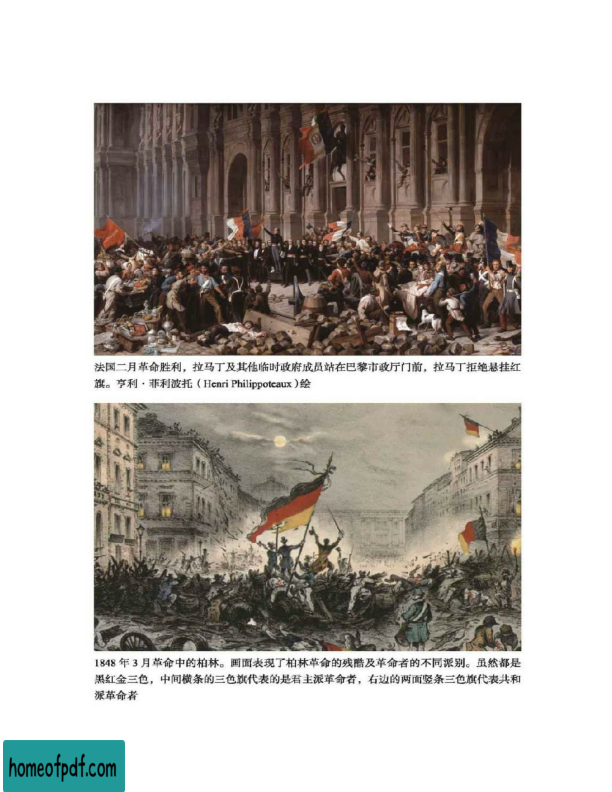 法国二月革命胜利，拉马丁及其他临时政府成员站在巴黎市政厅门前，拉马丁拒绝悬挂红
旗。亨利·菲利波托（Henri Philippoteaux）绘
1848 年 3 月革命中的柏林。画面表现了柏林革命的残酷及革命者的不同派别。虽然都是
黑红金三色，中间横条的三色旗代表的是君主派革命者，右边的两面竖条三色旗代表共和
派革命者
homeofpdf.com